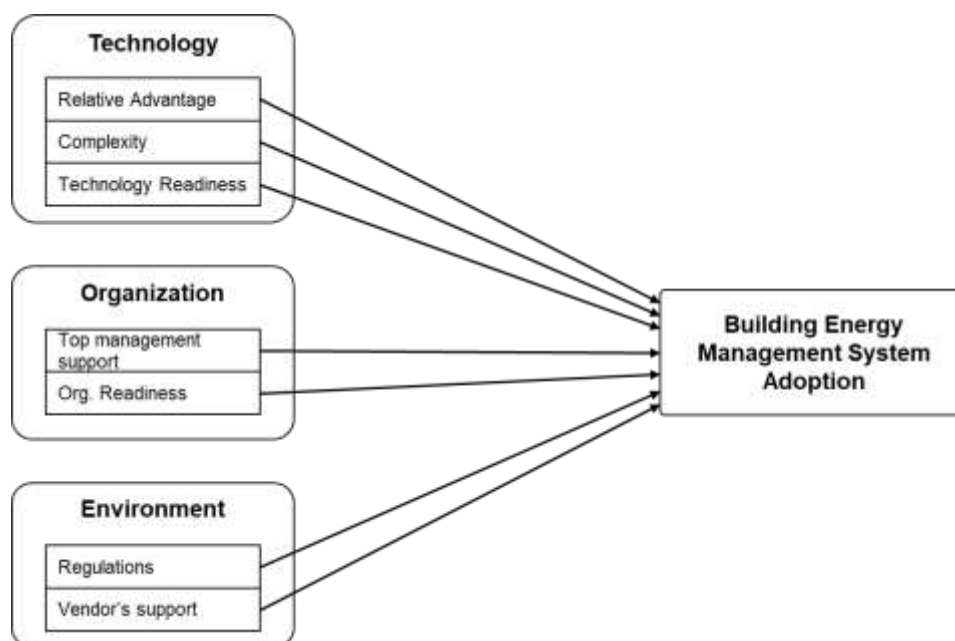 Technology
Relative Advantage
Complexity
Technology Readiness
Organization
Top management
support
Org. Readiness
Environment
Regulations
Vendor's support
Building Energy
Management System
Adoption